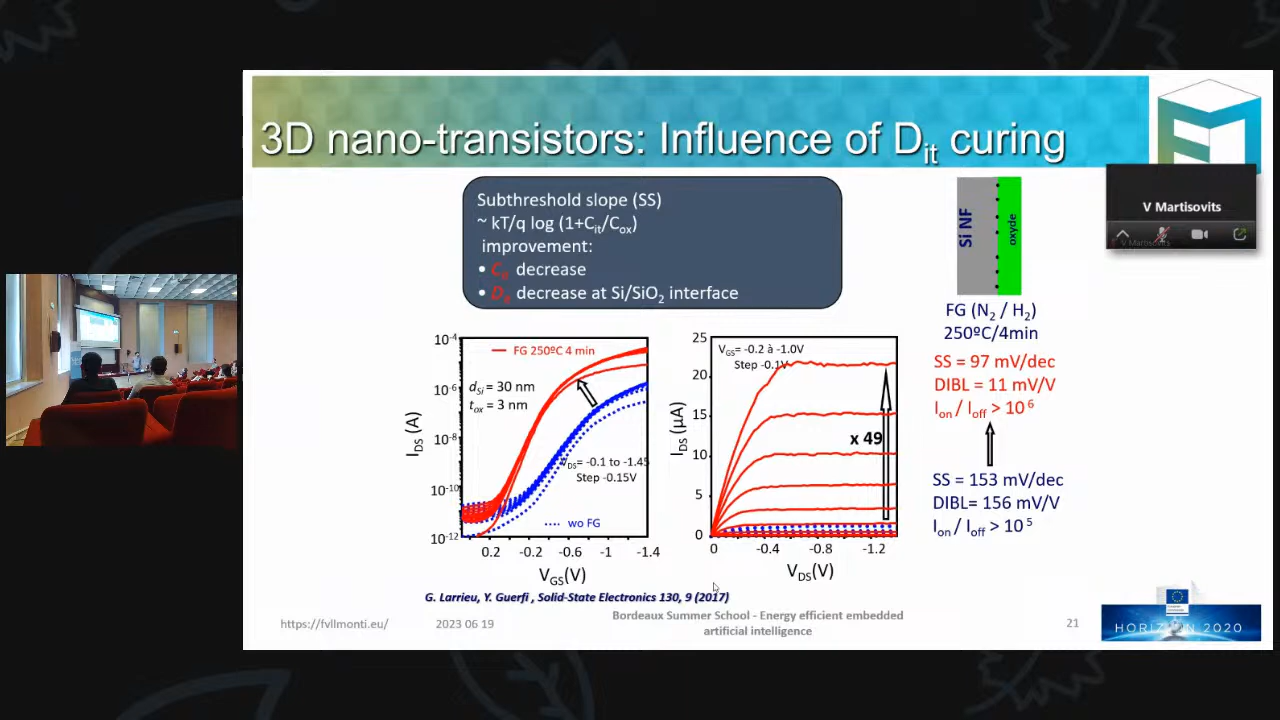 3D nano-transistors: Influence of Dit curing
Subthreshold slope (SS)
~ kT/q log (1+Cit/Cox)
improvement:
• decrease
• decrease at Si/SiO2 interface
Si NF
oxyde
V Martisovits
V Martisovits
FG (N2 / H2)
250ºC/4min
SS = 97 mV/dec
DIBL = 11 mV/V
Ion / Ioff > 10 6
SS = 153 mV/dec
DIBL= 156 mV/V
Ion / Ioff > 10 5
10-4
10-6
10-8
10-10
10-12
IDS (A)
FG 250ºC 4 min
dSi = 30 nm
tox = 3 nm
VDS= -0.1 to -1.45
Step -0.15V
wo FG
0.2 -0.2 -0.6 -1 -1.4
VGS(V)
25
20
15
10
5
0
IDS (µA)
VGS= -0.2 à -1.0V
Step -0.1V
x 49
0 -0.4 -0.8 -1.2
VDS(V)
G. Larrieu, Y. Guerfi , Solid-State Electronics 130, 9 (2017)
https://fvllmonti.eu/
2023 06 19
Bordeaux Summer School - Energy efficient embedded
artificial intelligence
21
HORIZON 2020